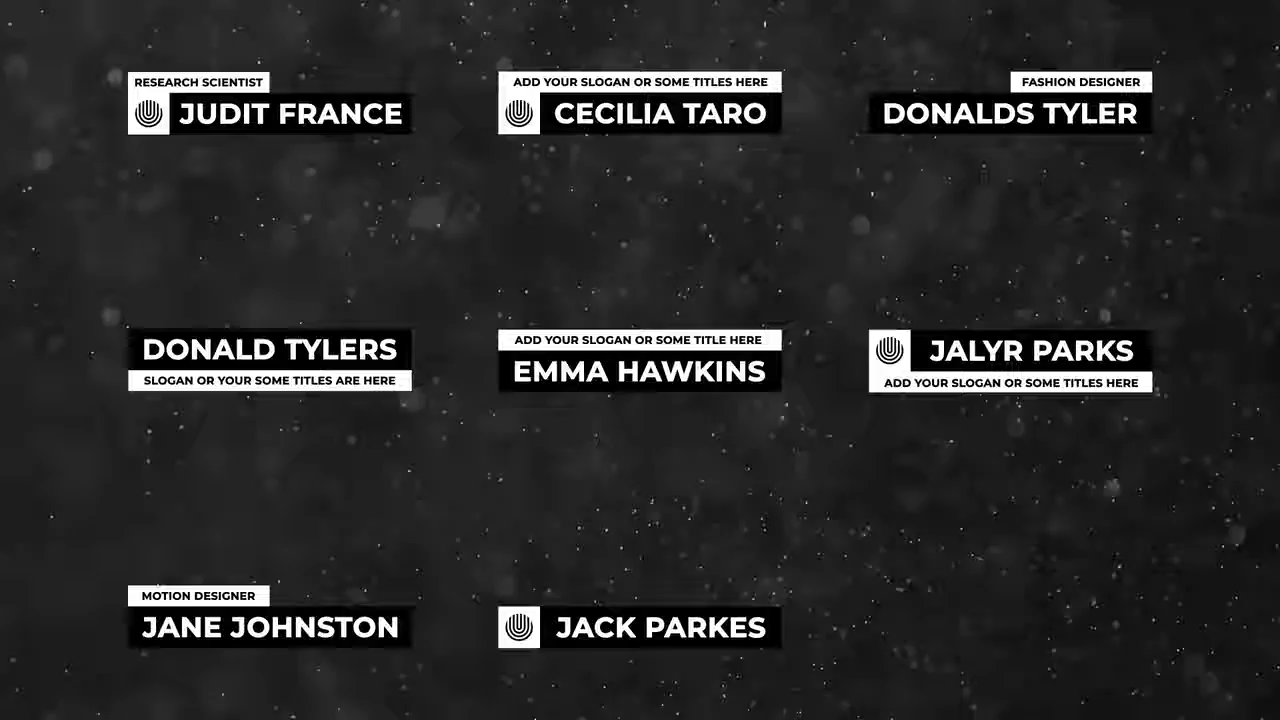 RESEARCH SCIENTIST
JUDIT FRANCE
ADD YOUR SLOGAN OR SOME TITLES HERE
CECILIA TARO
FASHION DESIGNER
DONALDS TYLER
DONALD TYLERS
SLOGAN OR YOUR SOME TITLES ARE HERE
ADD YOUR SLOGAN OR SOME TITLE HERE
EMMA HAWKINS
JALYR PARKS
ADD YOUR SLOGAN OR SOME TITLES HERE
MOTION DESIGNER
JANE JOHNSTON
JACK PARKES